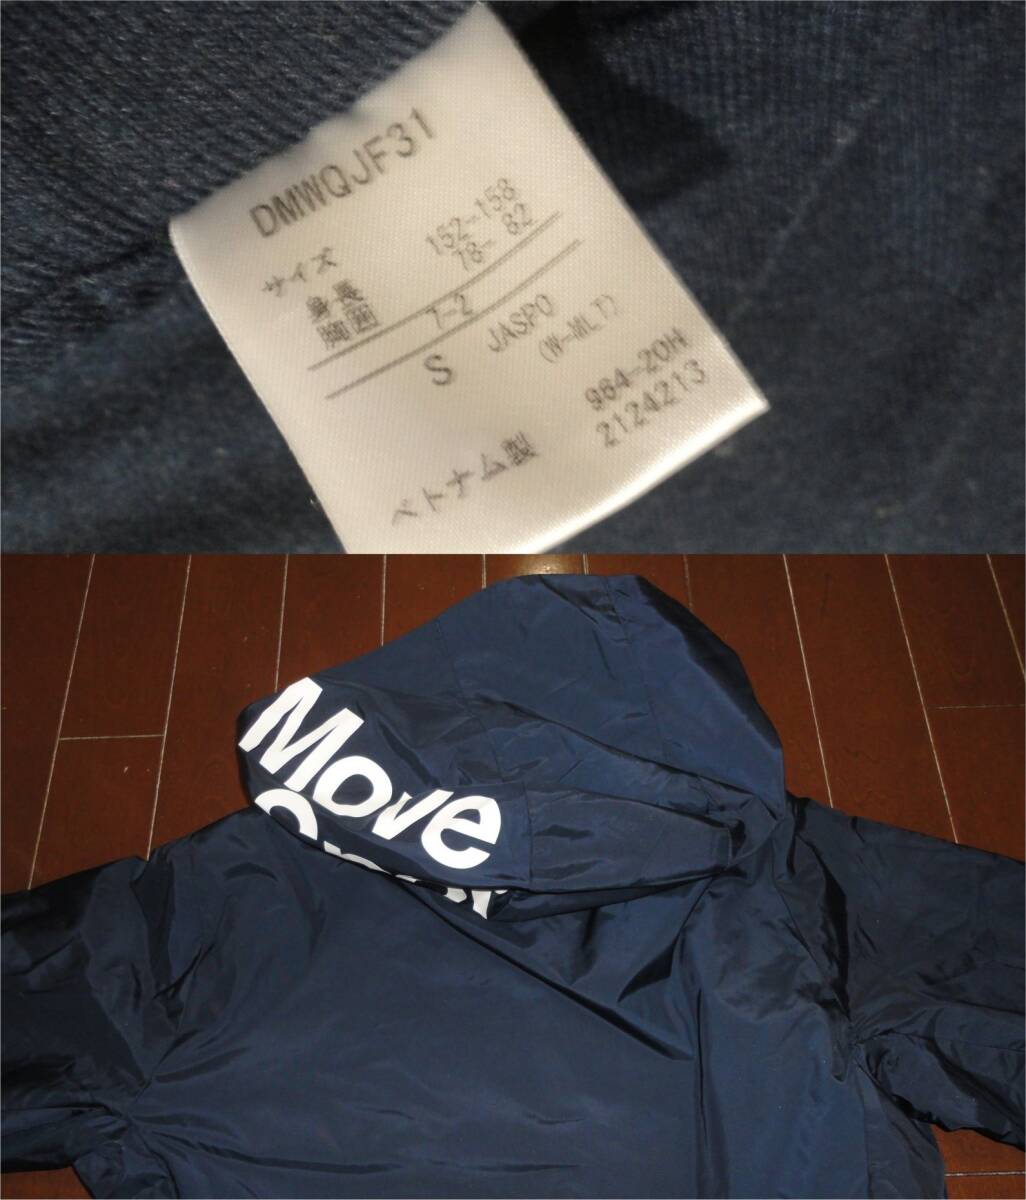 DMWQJF31
サイズ
身長 152-158
胸囲 78- 82
T-2
S JASPO
(W-MLT)
964-20H
2124213
ベトナム製
Move